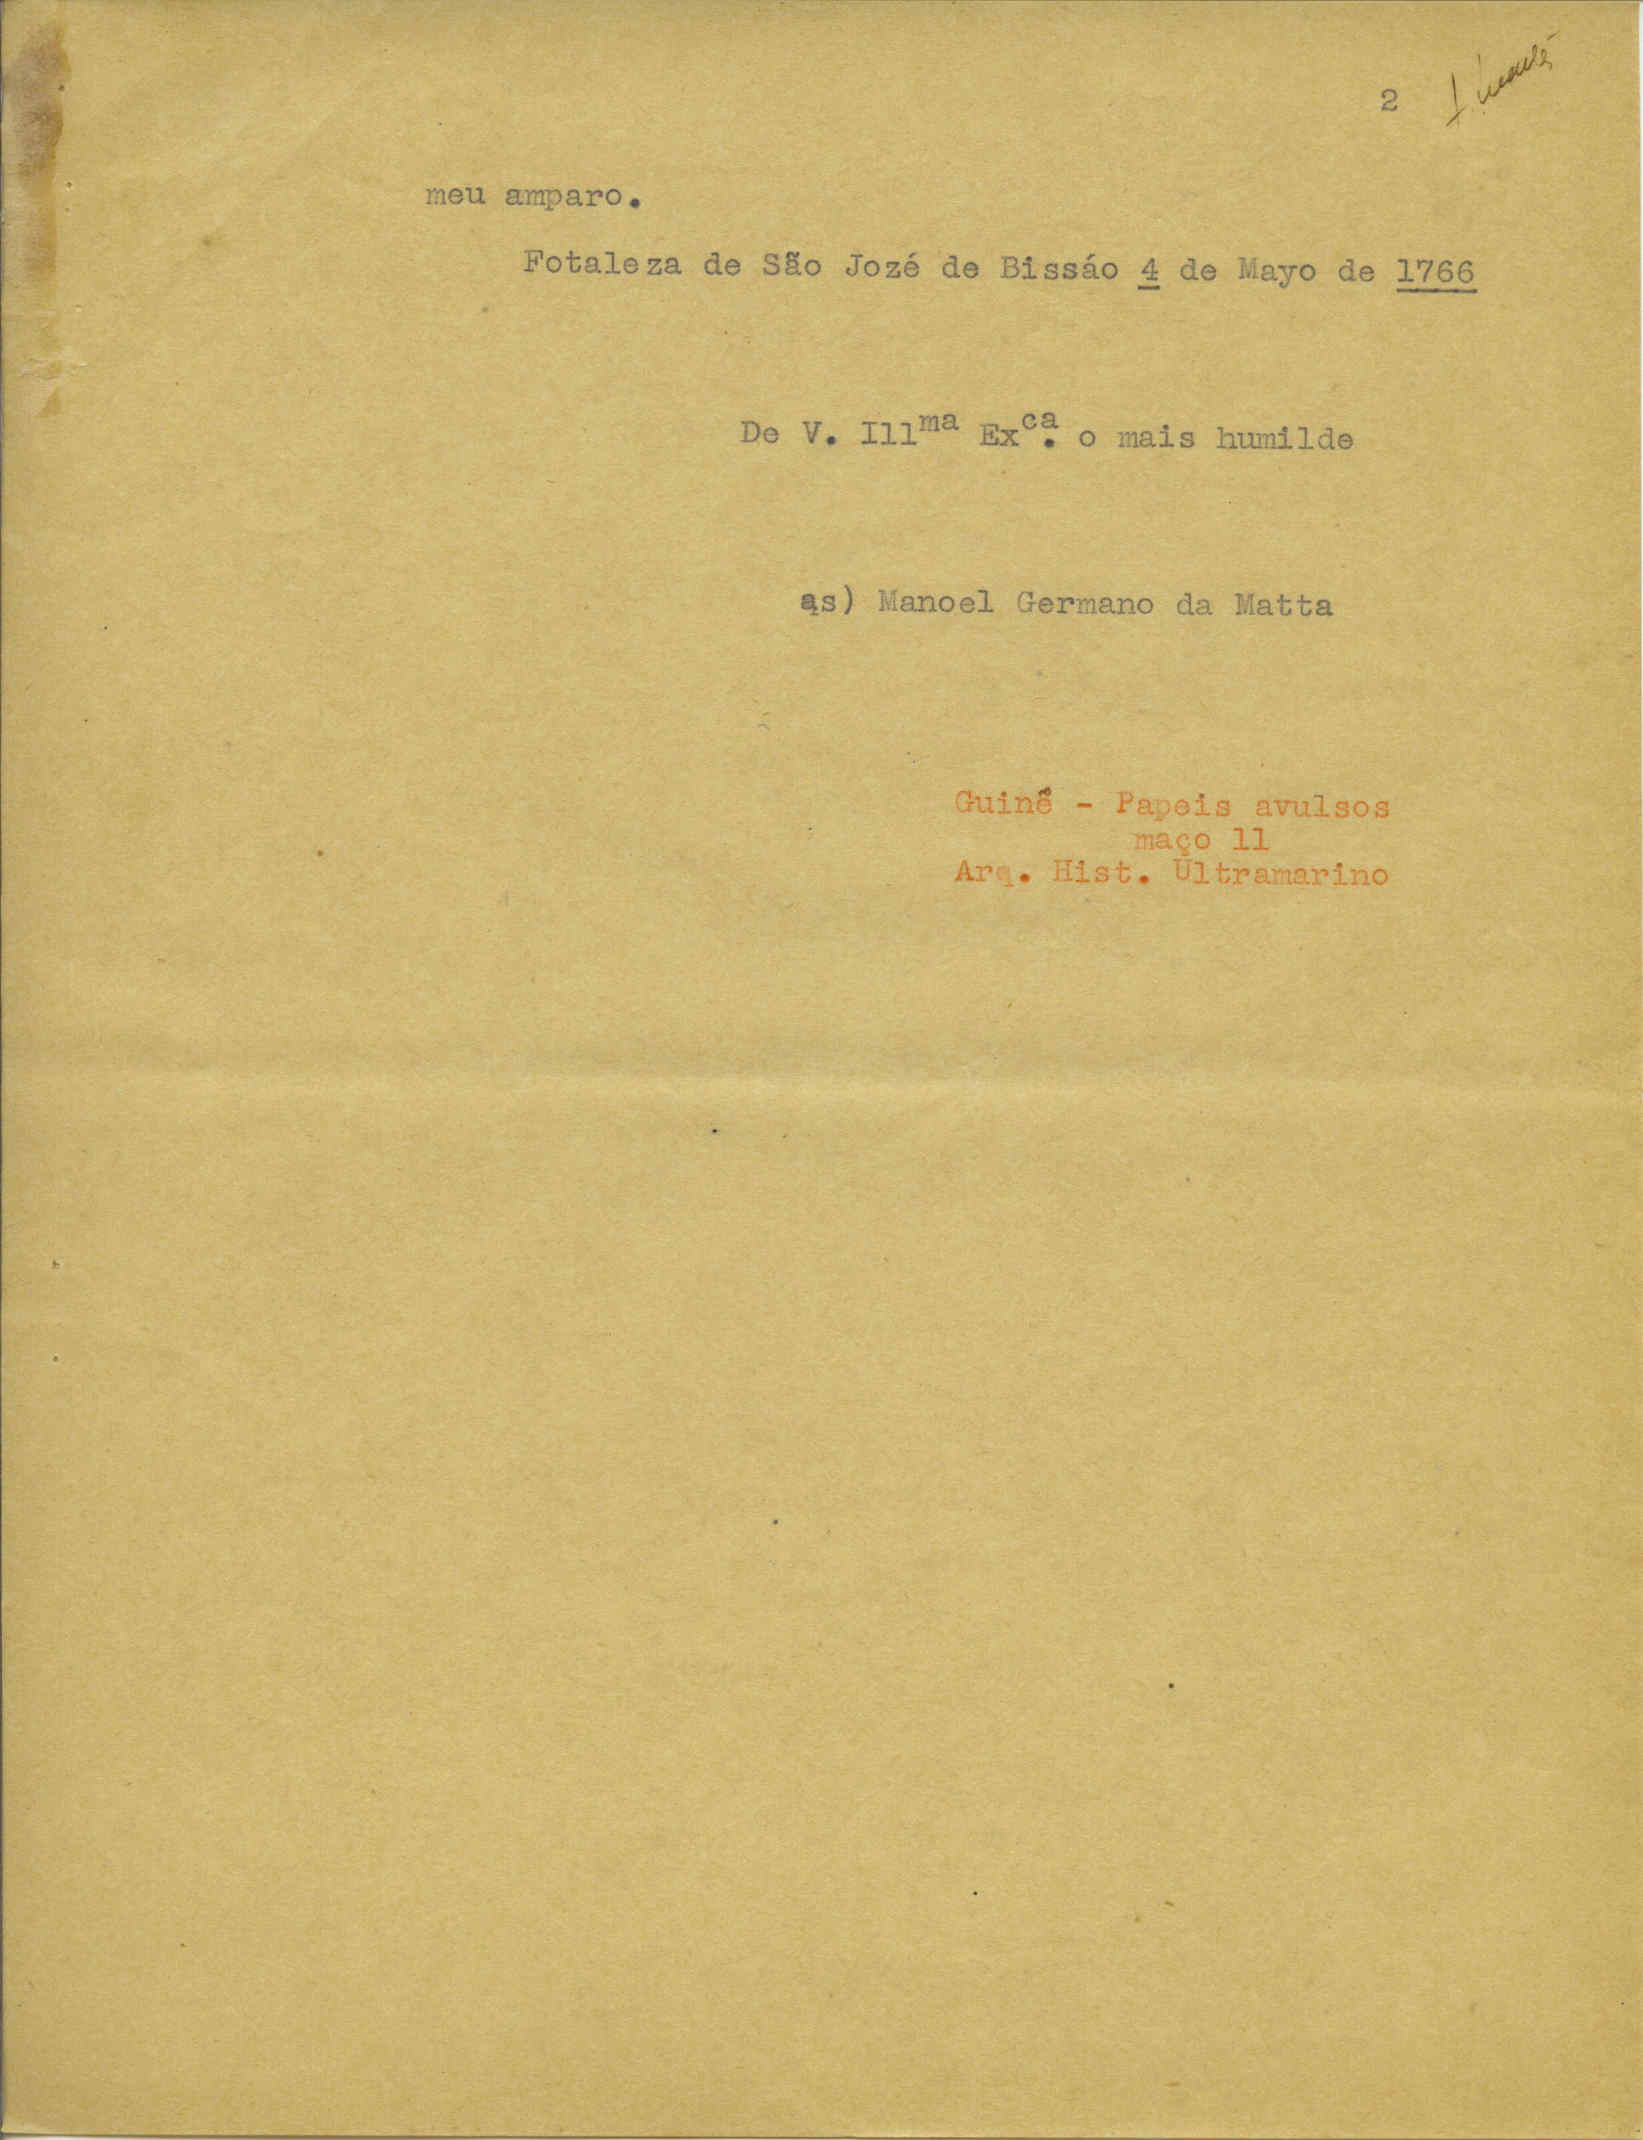 2
meu amparo.
Fotaleza de São Jozé de Bissáo 4 de Mayo de 1766
De V. Illᵐᵃ Exᶜᵃ. o mais humilde
as) Manoel Germano da Matta
Guiné - Papeis avulsos
maço 11
Arq. Hist. Ultramarino